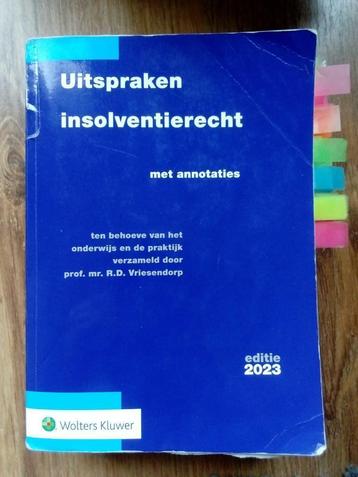 Uitspraken
insolventierecht
met annotaties
ten behoeve van het
onderwijs en de praktijk
verzameld door
prof. mr. R.D. Vriesendorp
editie
2023
Wolters Kluwer